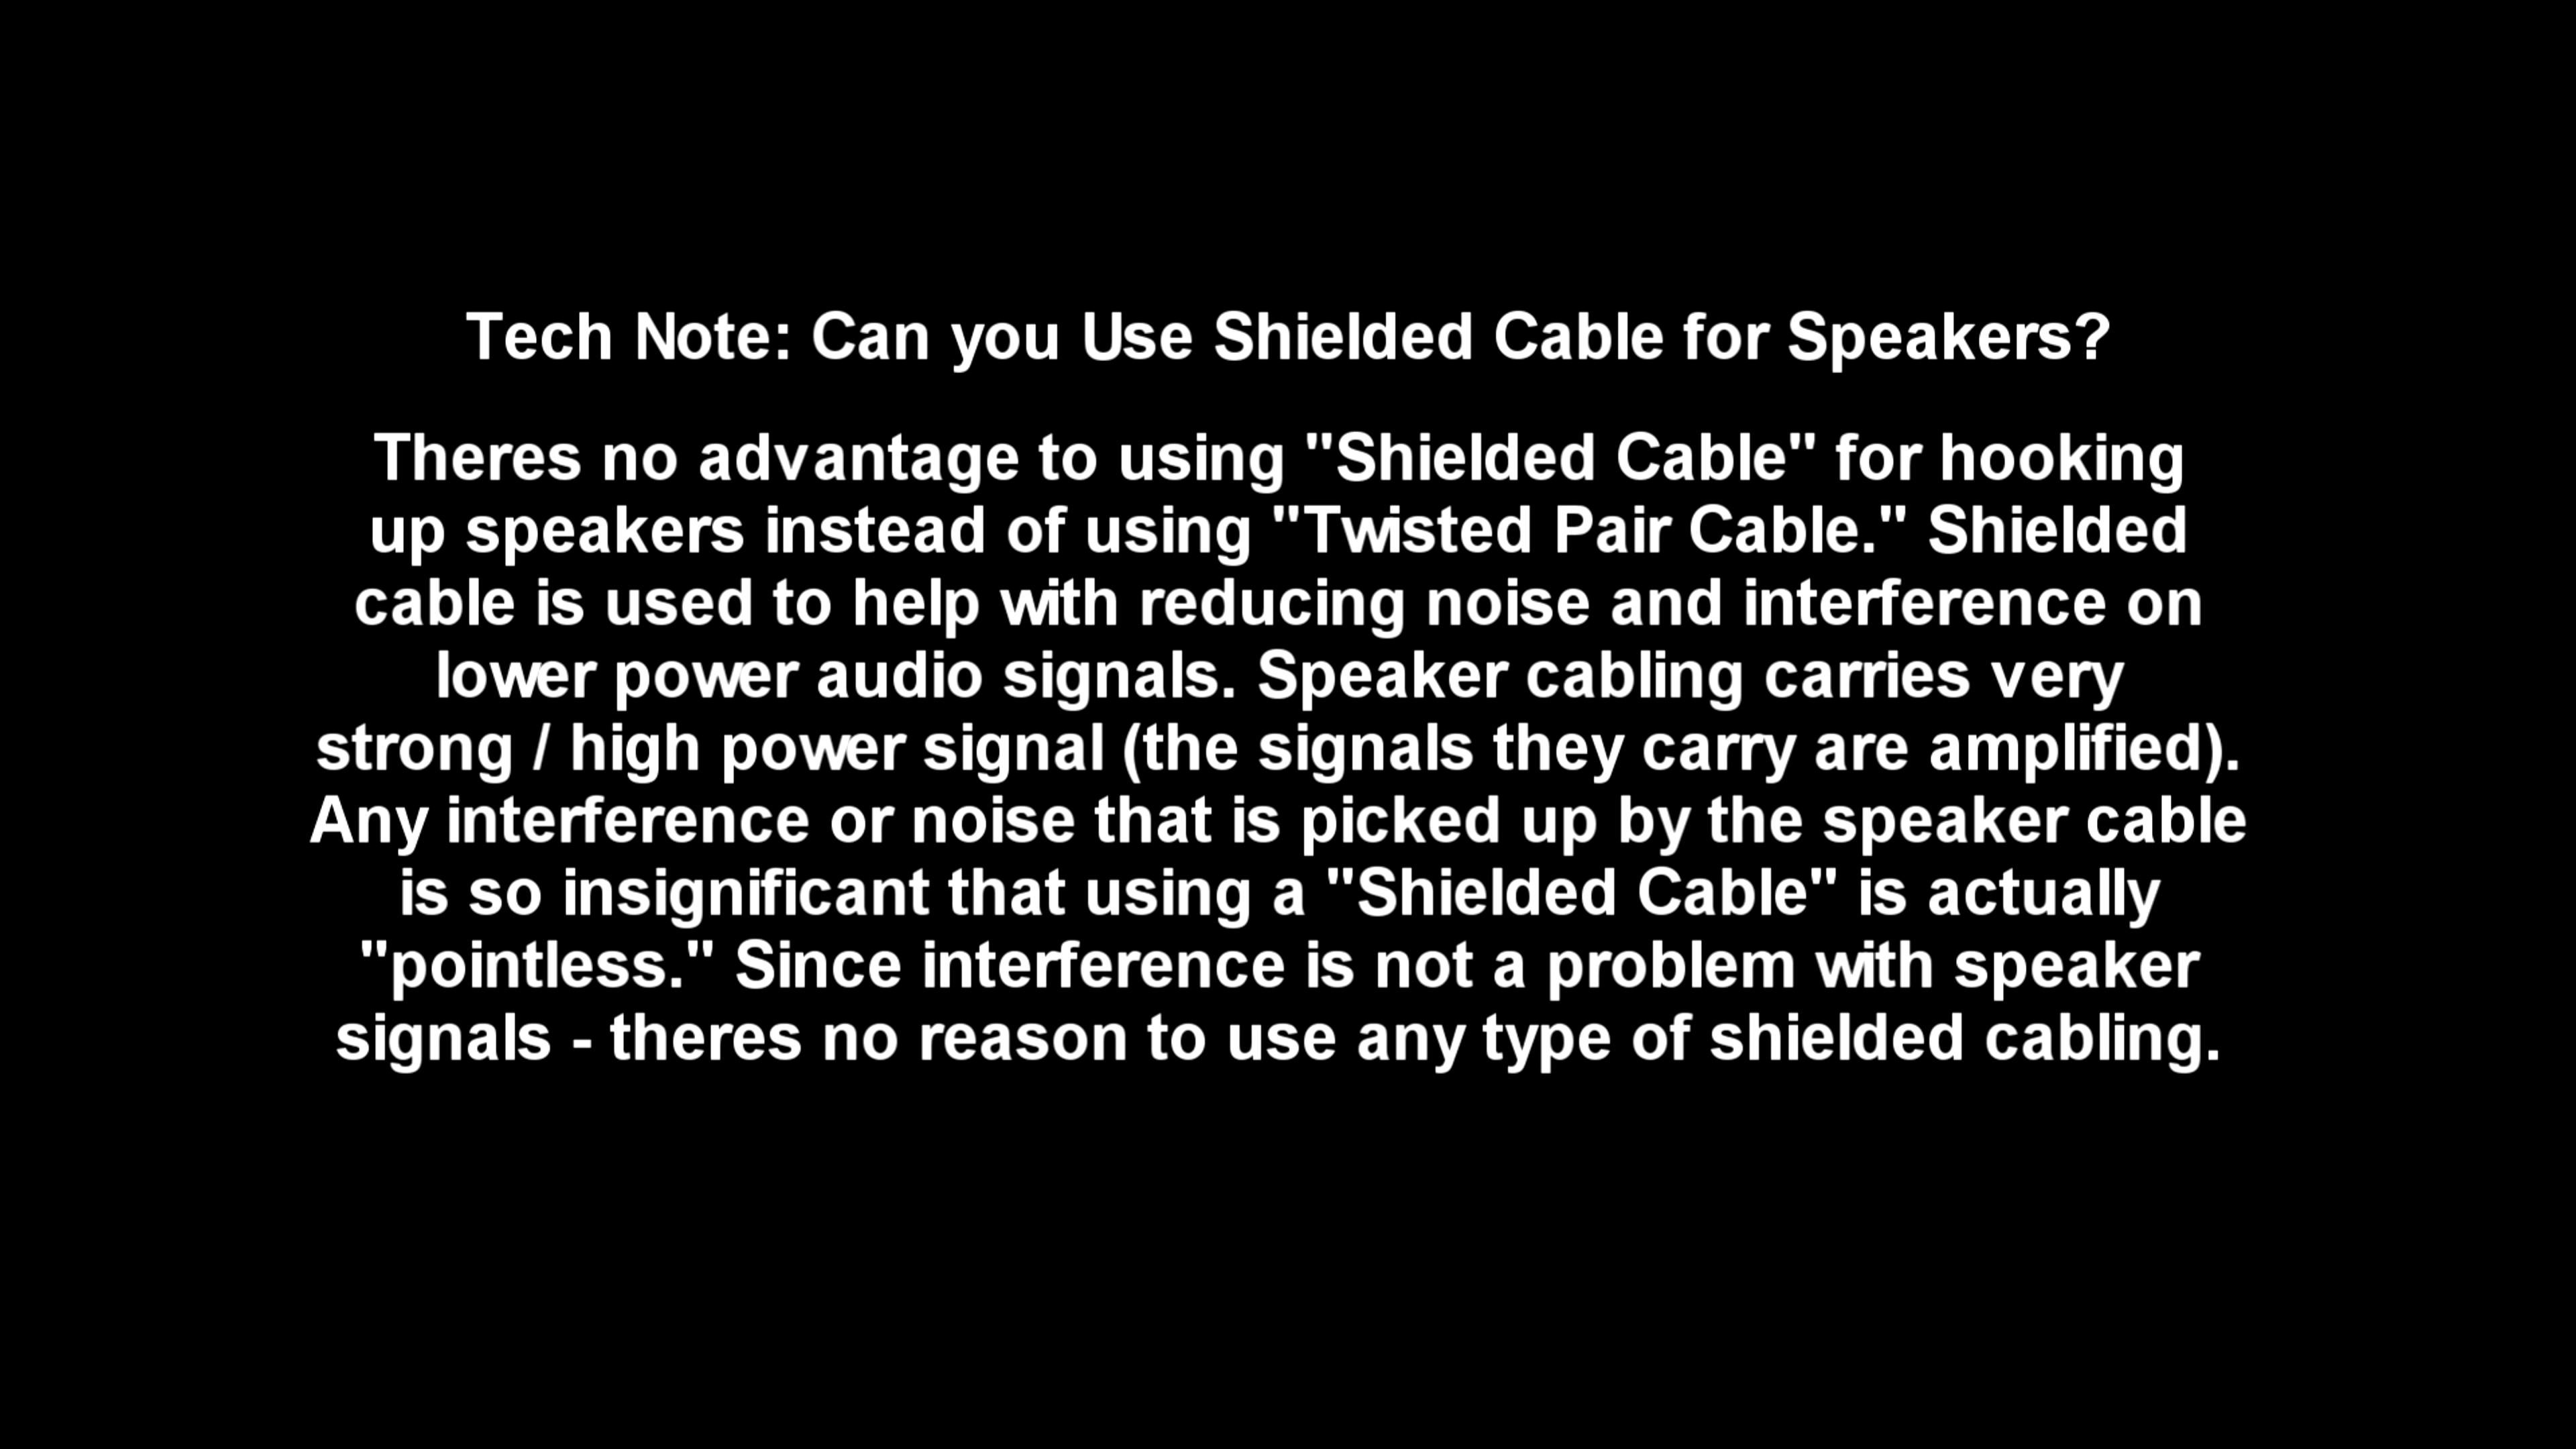 Tech Note: Can you Use Shielded Cable for Speakers?
Theres no advantage to using "Shielded Cable" for hooking
up speakers instead of using "Twisted Pair Cable." Shielded
cable is used to help with reducing noise and interference on
lower power audio signals. Speaker cabling carries very
strong / high power signal (the signals they carry are amplified).
Any interference or noise that is picked up by the speaker cable
is so insignificant that using a "Shielded Cable" is actually
"pointless." Since interference is not a problem with speaker
signals - theres no reason to use any type of shielded cabling.